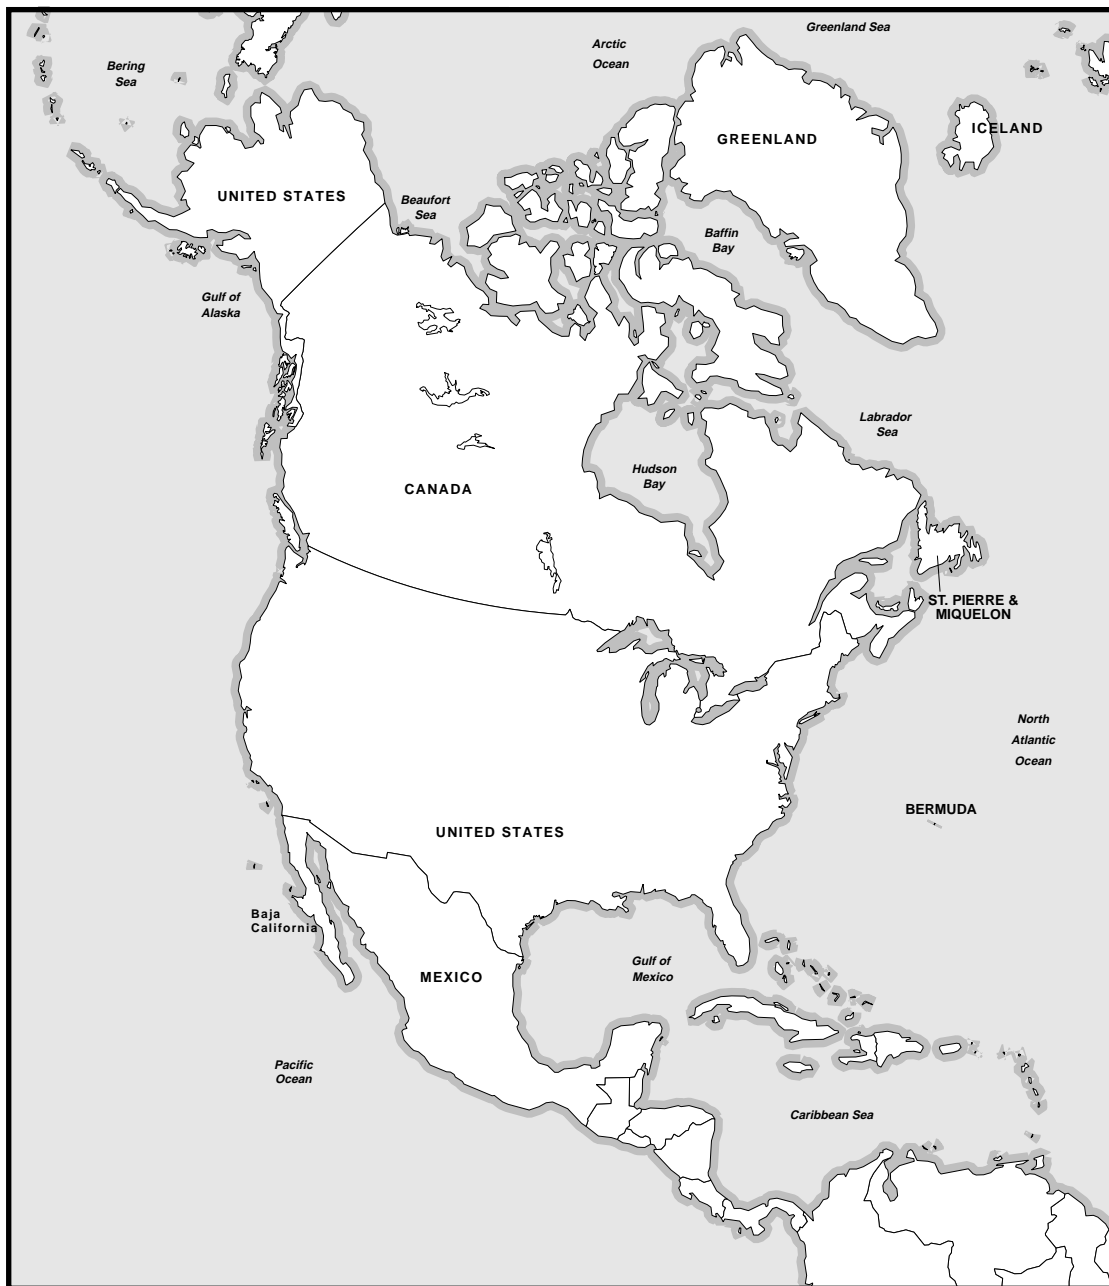 Greenland Sea
Arctic
Ocean
Bering
Sea
ICELAND
GREENLAND
UNITED STATES
Beaufort
Sea
Baffin
Bay
Gulf of
Alaska
Labrador
Sea
Hudson
Bay
CANADA
ST. PIERRE &
MIQUELON
North
Atlantic
Ocean
BERMUDA
UNITED STATES
Baja
California
Gulf of
Mexico
MEXICO
Pacific
Ocean
Caribbean Sea